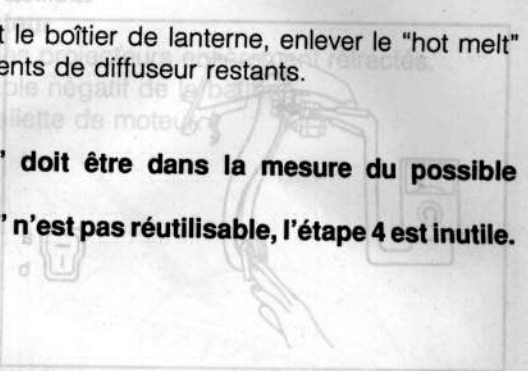 t le boîtier de lanterne, enlever le “hot melt”
ents de diffuseur restants.
” doit être dans la mesure du possible
” n’est pas réutilisable, l’étape 4 est inutile.